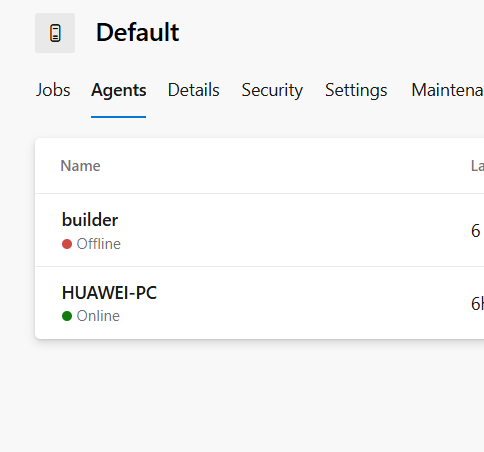 Default
Jobs Agents Details Security Settings Maintena
Name La
builder
Offline 6
HUAWEI-PC
Online 6h